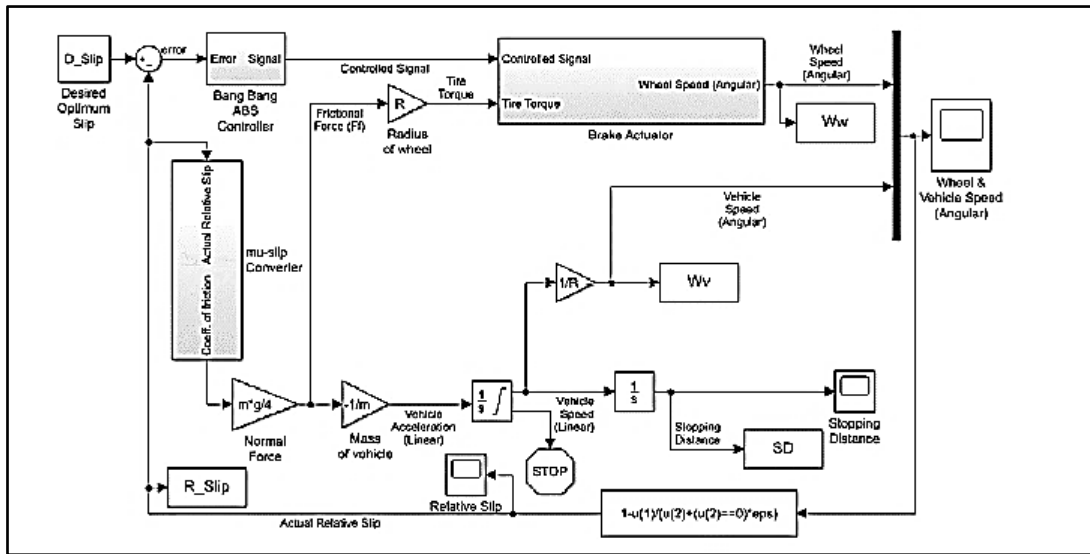 D_Slip
Desired
Optimum
Slip
+
-
error
Error
Signal
Bang Bang
ABS
Controller
Controlled Signal
Frictional
Force (Ff)
R
Radius
of wheel
Tire
Torque
Controlled Signal
Tire Torque
Wheel Speed (Angular)
Brake Actuator
Wheel
Speed
(Angular)
Ww
Wheel &
Vehicle Speed
(Angular)
Actual Relative Slip
Coeff. of friction
mu-slip
Converter
Vehicle
Speed
(Angular)
1/R
Wv
m*g/4
Normal
Force
-1/m
Mass
of vehicle
Vehicle
Acceleration
(Linear)
1
s
Vehicle
Speed
(Linear)
1
s
Stopping
Distance
Stopping
Distance
SD
STOP
R_Slip
Relative Slip
Actual Relative Slip
1-u(1)/(u(2)+(u(2)==0)*eps)